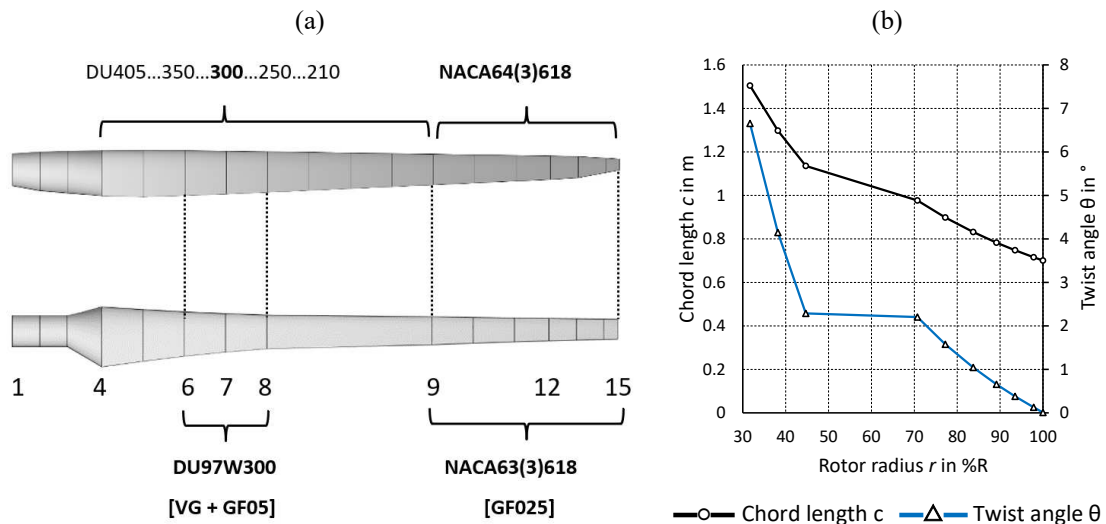 (a)
(b)
DU405...350...300...250...210
NACA64(3)618
1 4 6 7 8 9 12 15
DU97W300
NACA63(3)618
[VG + GF05]
[GF025]
Chord length c in m
1.6
1.4
1.2
1
0.8
0.6
0.4
0.2
0
8
7
6
5
4
3
2
1
0
Twist angle θ in °
30 40 50 60 70 80 90 100
Rotor radius r in %R
Chord length c
Twist angle θ